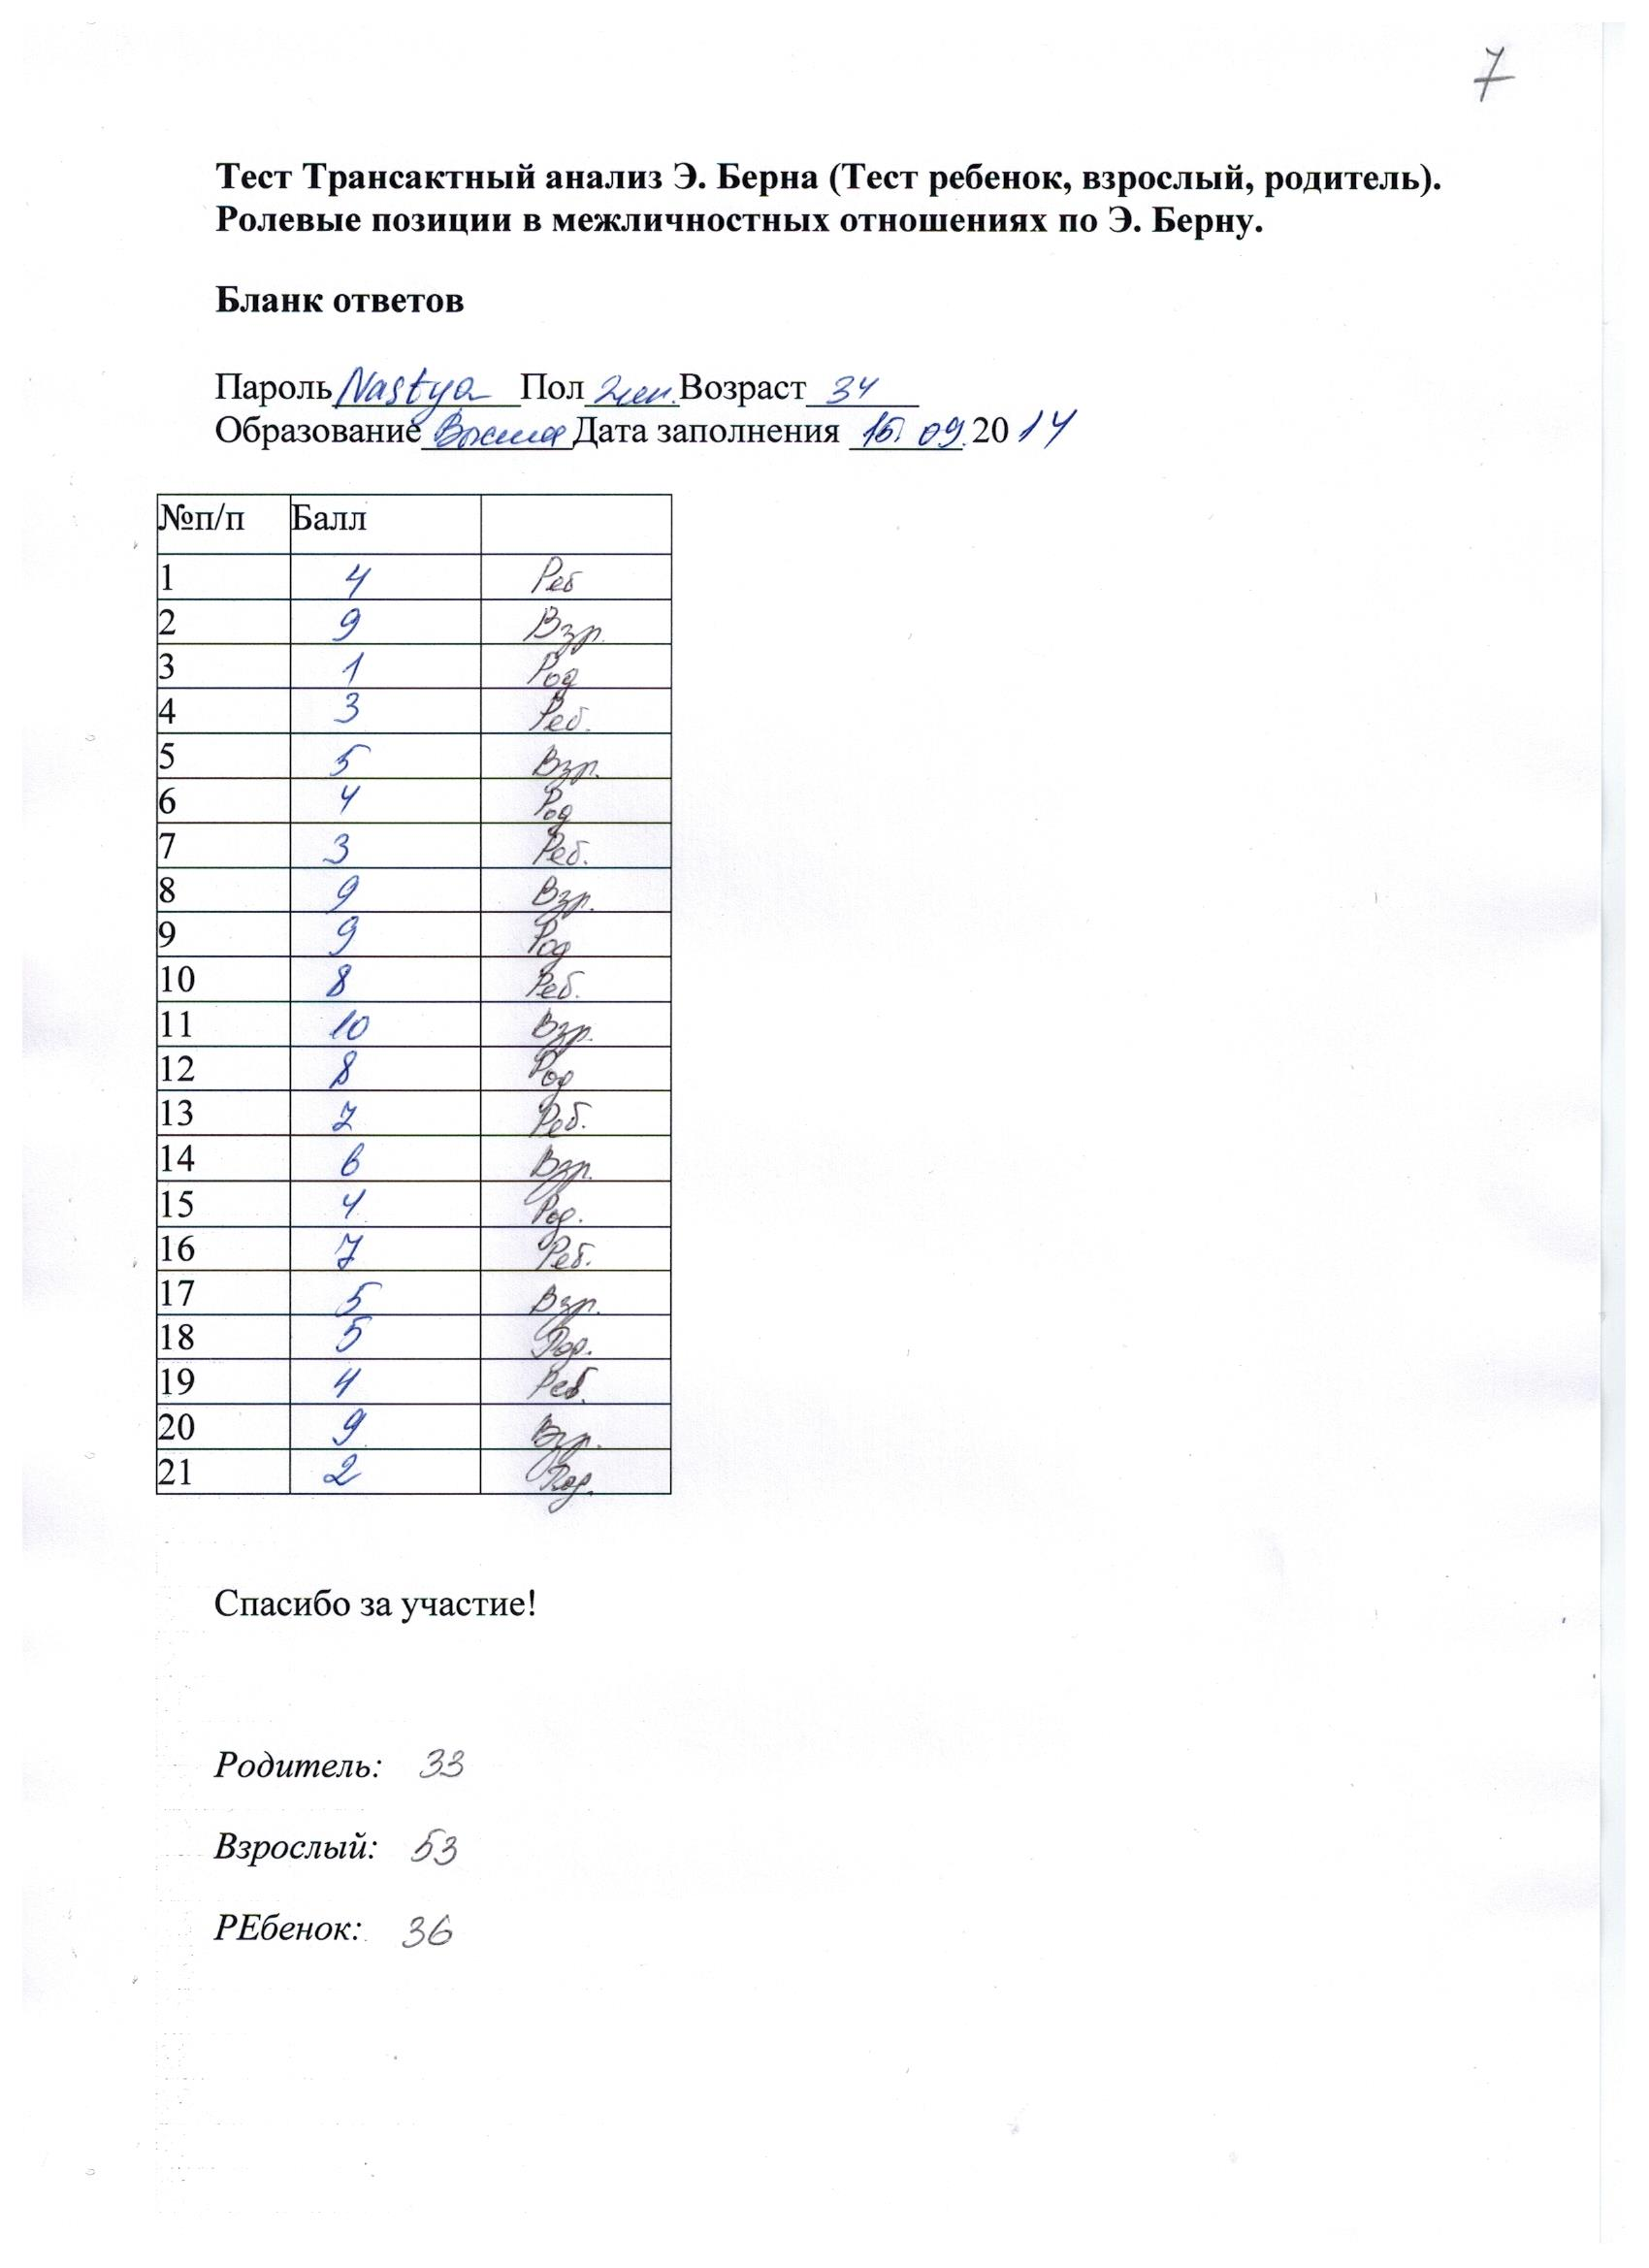 7
Тест Трансактный анализ Э. Берна (Тест ребенок, взрослый, родитель).
Ролевые позиции в межличностных отношениях по Э. Берну.
Бланк ответов
Пароль Nastya Пол жен. Возраст 34
Образование Высшее Дата заполнения 15. 09. 20 14
№п/п Балл
1 4 Реб
2 9 Взр.
3 1 Род
4 3 Реб.
5 5 Взр.
6 4 Род
7 3 Реб.
8 9 Взр.
9 9 Род
10 8 Реб.
11 10 Взр.
12 8 Род
13 7 Реб.
14 6 Взр.
15 4 Род.
16 7 Реб.
17 5 Взр.
18 5 Род.
19 4 Реб.
20 9 Взр.
21 2 Род.
Спасибо за участие!
Родитель: 33
Взрослый: 53
РЕбенок: 36